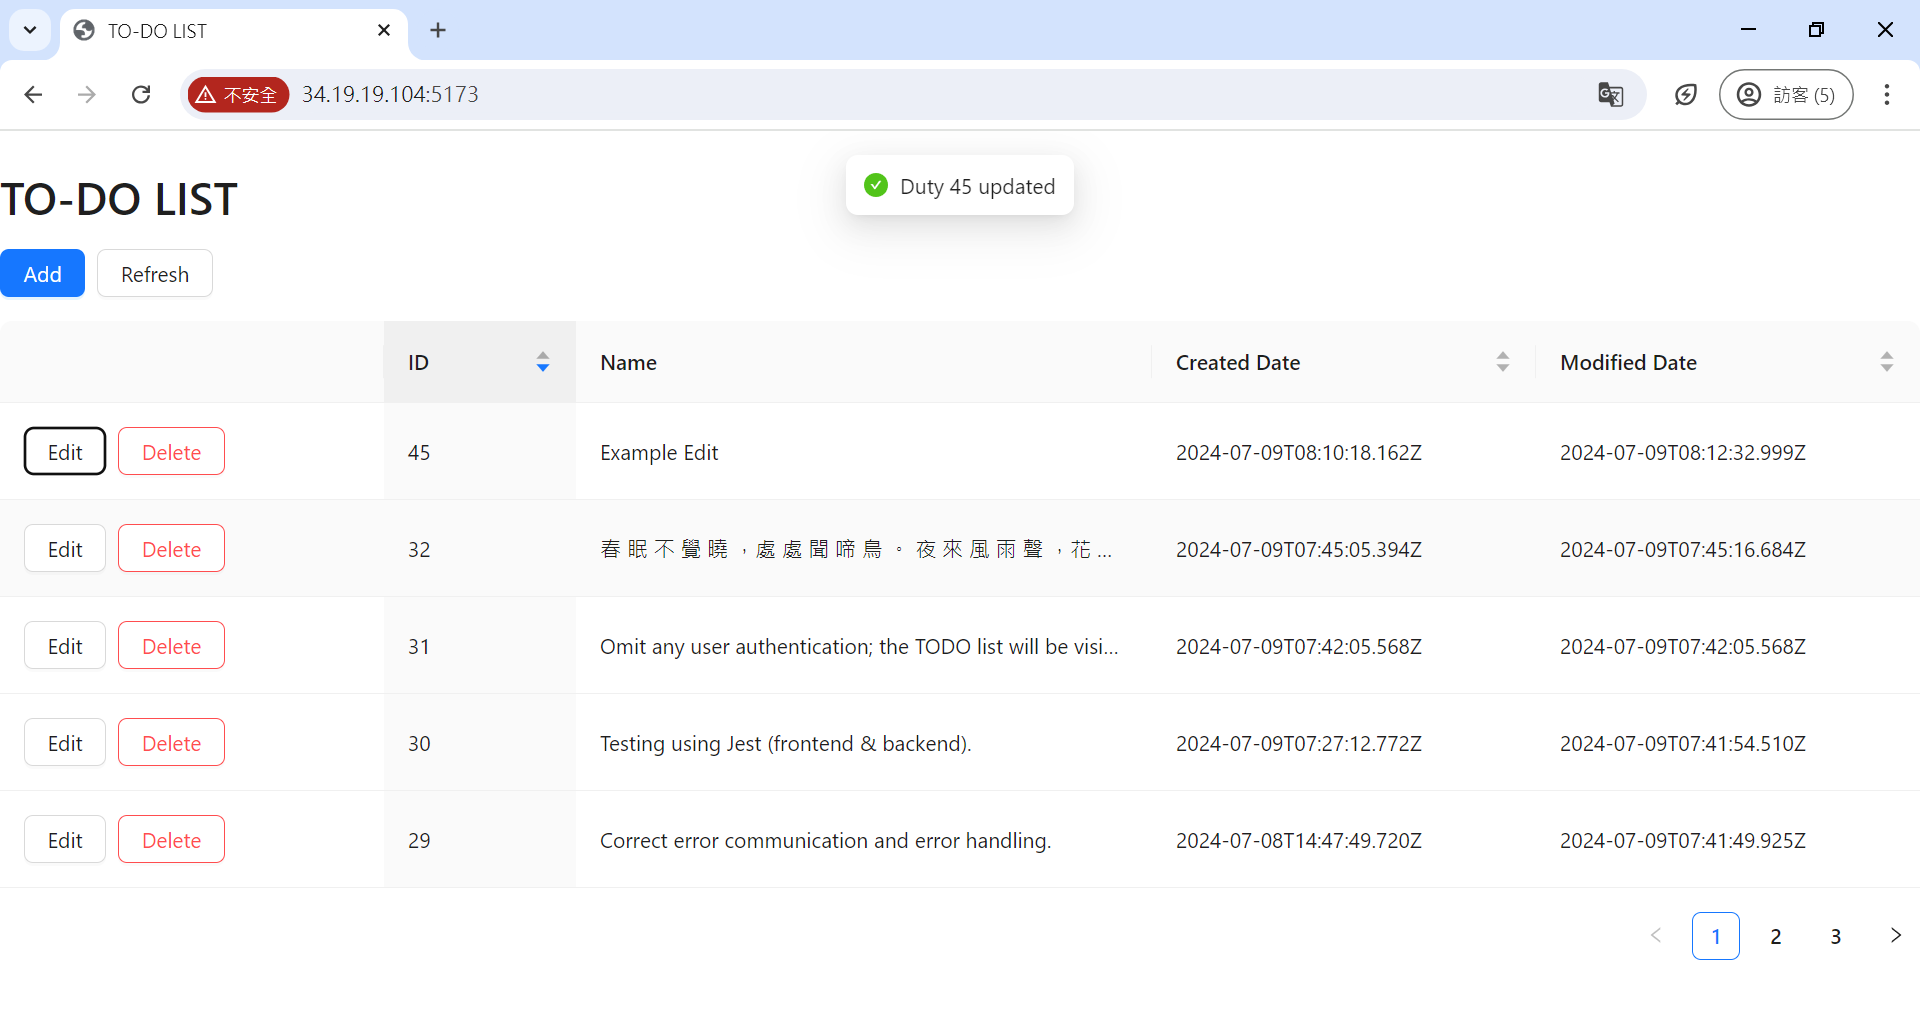 TO-DO LIST
不安全 34.19.19.104:5173 訪客 (5)
Duty 45 updated
TO-DO LIST
Add Refresh
ID Name Created Date Modified Date
Edit Delete 45 Example Edit 2024-07-09T08:10:18.162Z 2024-07-09T08:12:32.999Z
Edit Delete 32 春眠不覺曉，處處聞啼鳥。夜來風雨聲，花... 2024-07-09T07:45:05.394Z 2024-07-09T07:45:16.684Z
Edit Delete 31 Omit any user authentication; the TODO list will be visi... 2024-07-09T07:42:05.568Z 2024-07-09T07:42:05.568Z
Edit Delete 30 Testing using Jest (frontend & backend). 2024-07-09T07:27:12.772Z 2024-07-09T07:41:54.510Z
Edit Delete 29 Correct error communication and error handling. 2024-07-08T14:47:49.720Z 2024-07-09T07:41:49.925Z
1 2 3